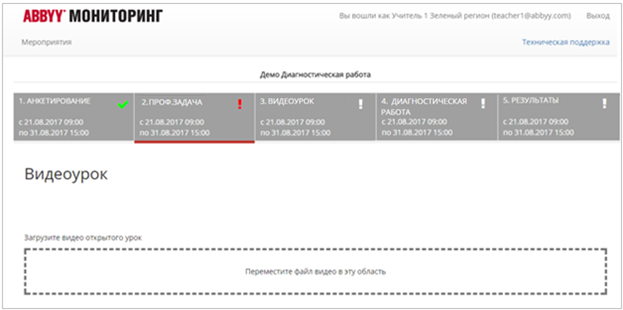 ABBYY® МОНИТОРИНГ
Вы вошли как Учитель 1 Зеленый регион (teacher1@abbyy.com) Выход
Мероприятия Техническая поддержка
Демо Диагностическая работа
1. АНКЕТИРОВАНИЕ
с 21.08.2017 09:00
по 31.08.2017 15:00
2.ПРОФ.ЗАДАЧА
с 21.08.2017 09:00
по 31.08.2017 15:00
3. ВИДЕОУРОК
с 21.08.2017 09:00
по 31.08.2017 15:00
4. ДИАГНОСТИЧЕСКАЯ
РАБОТА
с 21.08.2017 09:00
по 31.08.2017 15:00
5. РЕЗУЛЬТАТЫ
с 21.08.2017 09:00
по 31.08.2017 15:00
Видеоурок
Загрузите видео открытого урок
Переместите файл видео в эту область